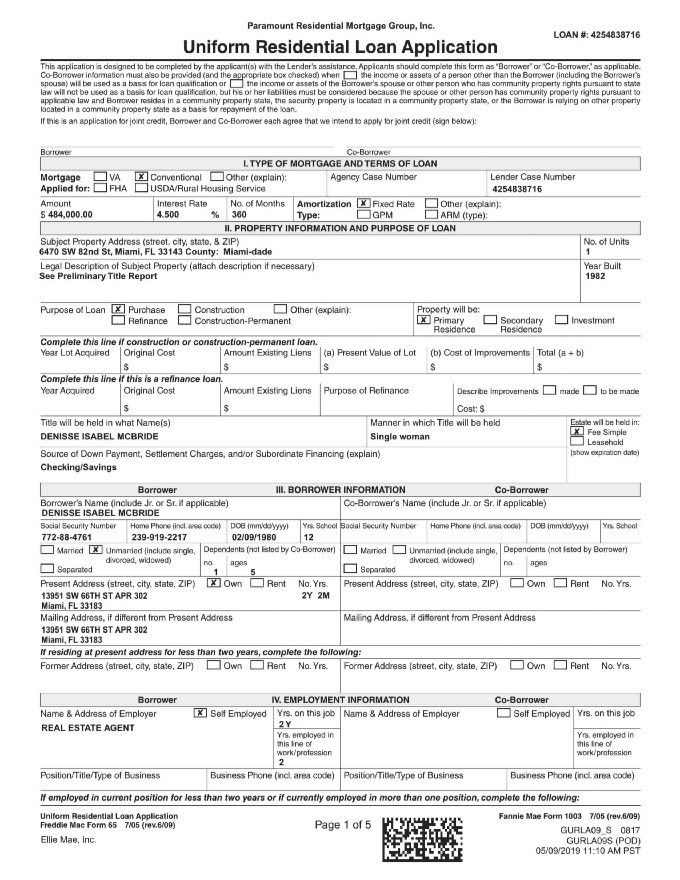 Paramount Residential Mortgage Group, Inc.
LOAN #: 4254838716
Uniform Residential Loan Application
This application is designed to be completed by the applicant(s) with the Lender's assistance. Applicants should complete this form as "Borrower" or "Co-Borrower," as applicable.
Co-Borrower information must also be provided (and the appropriate box checked) when the income or assets of a person other than the Borrower (including the Borrower's
spouse) will be used as a basis for loan qualification or the income or assets of the Borrower's spouse or other person who has community property rights pursuant to state
law will not be used as a basis for loan qualification, but his or her liabilities must be considered because the spouse or other person has community property rights pursuant to
applicable law and Borrower resides in a community property state, the security property is located in a community property state, or the Borrower is relying on other property
located in a community property state as a basis for repayment of the loan.
If this is an application for joint credit, Borrower and Co-Borrower each agree that we intend to apply for joint credit (sign below):
Borrower Co-Borrower
I. TYPE OF MORTGAGE AND TERMS OF LOAN
Mortgage VA X Conventional Other (explain): Agency Case Number Lender Case Number
Applied for: FHA USDA/Rural Housing Service 4254838716
Amount Interest Rate No. of Months Amortization X Fixed Rate Other (explain):
$ 484,000.00 4.500 % 360 Type: GPM ARM (type):
II. PROPERTY INFORMATION AND PURPOSE OF LOAN
Subject Property Address (street, city, state, & ZIP) No. of Units
6470 SW 82nd St, Miami, FL 33143 County: Miami-dade 1
Legal Description of Subject Property (attach description if necessary) Year Built
See Preliminary Title Report 1982
Purpose of Loan X Purchase Construction Other (explain): Property will be:
Refinance Construction-Permanent X Primary Residence Secondary Residence Investment
Complete this line if construction or construction-permanent loan.
Year Lot Acquired Original Cost Amount Existing Liens (a) Present Value of Lot (b) Cost of Improvements Total (a + b)
$ $ $ $ $
Complete this line if this is a refinance loan.
Year Acquired Original Cost Amount Existing Liens Purpose of Refinance Describe Improvements made to be made
$ $ Cost: $
Title will be held in what Name(s) Manner in which Title will be held Estate will be held in:
DENISSE ISABEL MCBRIDE Single woman X Fee Simple
Leasehold
Source of Down Payment, Settlement Charges, and/or Subordinate Financing (explain) (show expiration date)
Checking/Savings
Borrower III. BORROWER INFORMATION Co-Borrower
Borrower's Name (include Jr. or Sr. if applicable) Co-Borrower's Name (include Jr. or Sr. if applicable)
DENISSE ISABEL MCBRIDE
Social Security Number Home Phone (incl. area code) DOB (mm/dd/yyyy) Yrs. School Social Security Number Home Phone (incl. area code) DOB (mm/dd/yyyy) Yrs. School
772-88-4761 239-919-2217 02/09/1980 12
Married X Unmarried (include single, Dependents (not listed by Co-Borrower) Married Unmarried (include single, Dependents (not listed by Borrower)
divorced, widowed) no. ages divorced, widowed) no. ages
Separated 1 5 Separated
Present Address (street, city, state, ZIP) X Own Rent No. Yrs. Present Address (street, city, state, ZIP) Own Rent No. Yrs.
13951 SW 66TH ST APR 302 2Y 2M
Miami, FL 33183
Mailing Address, if different from Present Address Mailing Address, if different from Present Address
13951 SW 66TH ST APR 302
Miami, FL 33183
If residing at present address for less than two years, complete the following:
Former Address (street, city, state, ZIP) Own Rent No. Yrs. Former Address (street, city, state, ZIP) Own Rent No. Yrs.
Borrower IV. EMPLOYMENT INFORMATION Co-Borrower
Name & Address of Employer X Self Employed Yrs. on this job Name & Address of Employer Self Employed Yrs. on this job
2 Y
REAL ESTATE AGENT Yrs. employed in this line of work/profession Yrs. employed in this line of work/profession
2
Position/Title/Type of Business Business Phone (incl. area code) Position/Title/Type of Business Business Phone (incl. area code)
If employed in current position for less than two years or if currently employed in more than one position, complete the following:
Uniform Residential Loan Application Fannie Mae Form 1003 7/05 (rev.6/09)
Freddie Mac Form 65 7/05 (rev.6/09) Page 1 of 5 GURLA09_S 0817
Ellie Mae, Inc. GURLA09S (POD)
05/09/2019 11:10 AM PST